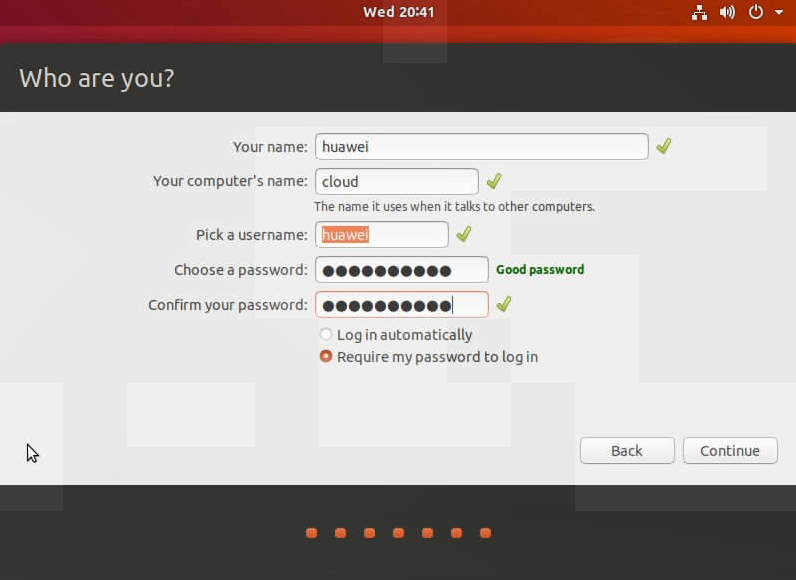 Wed 20:41
Who are you?
Your name: huawei
Your computer's name: cloud
The name it uses when it talks to other computers.
Pick a username: huawei
Choose a password: ●●●●●●●●●● Good password
Confirm your password: ●●●●●●●●●●
Log in automatically
Require my password to log in
Back Continue